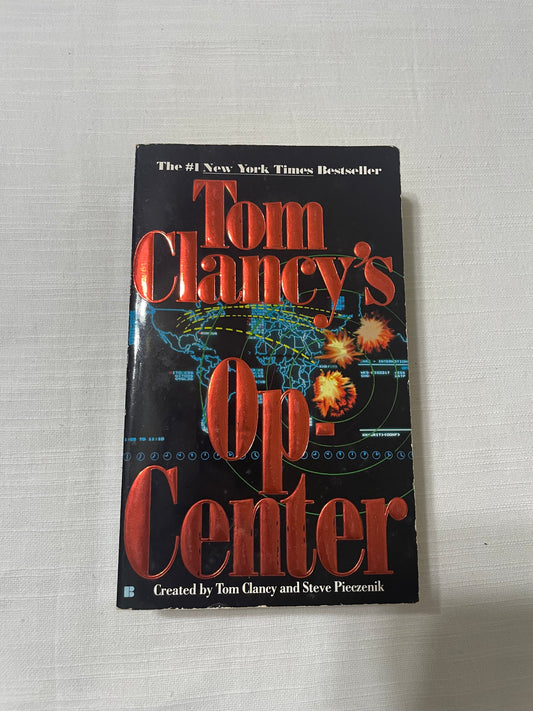 The #1 New York Times Bestseller
Tom
Clancy's
Op-
Center
Created by Tom Clancy and Steve Pieczenik
B